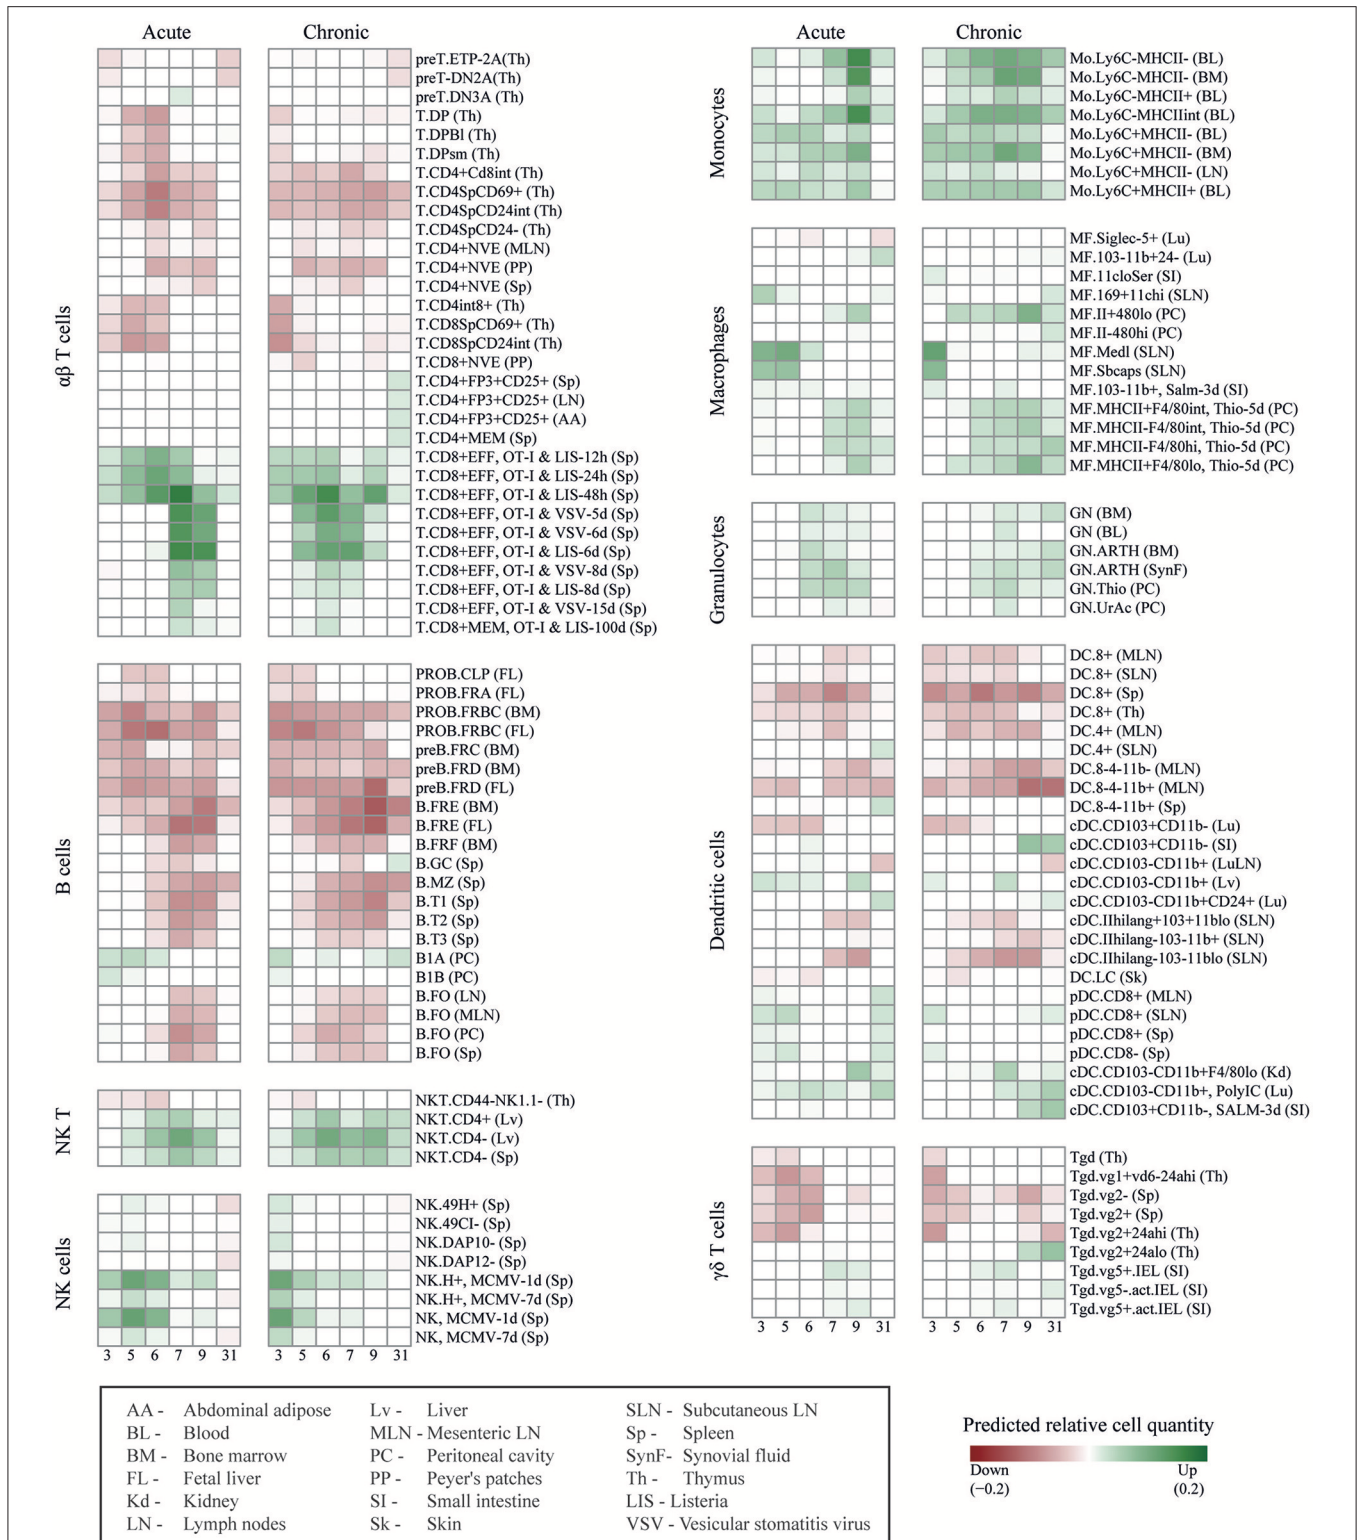 Acute Chronic
αβ T cells
preT.ETP-2A(Th)
preT-DN2A(Th)
preT.DN3A (Th)
T.DP (Th)
T.DPBl (Th)
T.DPsm (Th)
T.CD4+Cd8int (Th)
T.CD4SpCD69+ (Th)
T.CD4SpCD24int (Th)
T.CD4SpCD24- (Th)
T.CD4+NVE (MLN)
T.CD4+NVE (PP)
T.CD4+NVE (Sp)
T.CD4int8+ (Th)
T.CD8SpCD69+ (Th)
T.CD8SpCD24int (Th)
T.CD8+NVE (PP)
T.CD4+FP3+CD25+ (Sp)
T.CD4+FP3+CD25+ (LN)
T.CD4+FP3+CD25+ (AA)
T.CD4+MEM (Sp)
T.CD8+EFF, OT-I & LIS-12h (Sp)
T.CD8+EFF, OT-I & LIS-24h (Sp)
T.CD8+EFF, OT-I & LIS-48h (Sp)
T.CD8+EFF, OT-I & VSV-5d (Sp)
T.CD8+EFF, OT-I & VSV-6d (Sp)
T.CD8+EFF, OT-I & LIS-6d (Sp)
T.CD8+EFF, OT-I & VSV-8d (Sp)
T.CD8+EFF, OT-I & LIS-8d (Sp)
T.CD8+EFF, OT-I & VSV-15d (Sp)
T.CD8+MEM, OT-I & LIS-100d (Sp)
B cells
PROB.CLP (FL)
PROB.FRA (FL)
PROB.FRBC (BM)
PROB.FRBC (FL)
preB.FRC (BM)
preB.FRD (BM)
preB.FRD (FL)
B.FRE (BM)
B.FRE (FL)
B.FRF (BM)
B.GC (Sp)
B.MZ (Sp)
B.T1 (Sp)
B.T2 (Sp)
B.T3 (Sp)
B1A (PC)
B1B (PC)
B.FO (LN)
B.FO (MLN)
B.FO (PC)
B.FO (Sp)
NK T
NKT.CD44-NK1.1- (Th)
NKT.CD4+ (Lv)
NKT.CD4- (Lv)
NKT.CD4- (Sp)
NK cells
NK.49H+ (Sp)
NK.49CI- (Sp)
NK.DAP10- (Sp)
NK.DAP12- (Sp)
NK.H+, MCMV-1d (Sp)
NK.H+, MCMV-7d (Sp)
NK, MCMV-1d (Sp)
NK, MCMV-7d (Sp)
3 5 6 7 9 31 3 5 6 7 9 31
Acute Chronic
Monocytes
Mo.Ly6C-MHCII- (BL)
Mo.Ly6C-MHCII- (BM)
Mo.Ly6C-MHCII+ (BL)
Mo.Ly6C-MHCIIint (BL)
Mo.Ly6C+MHCII- (BL)
Mo.Ly6C+MHCII- (BM)
Mo.Ly6C+MHCII- (LN)
Mo.Ly6C+MHCII+ (BL)
Macrophages
MF.Siglec-5+ (Lu)
MF.103-11b+24- (Lu)
MF.11cloSer (SI)
MF.169+11chi (SLN)
MF.II+480lo (PC)
MF.II-480hi (PC)
MF.Medl (SLN)
MF.Sbcaps (SLN)
MF.103-11b+, Salm-3d (SI)
MF.MHCII+F4/80int, Thio-5d (PC)
MF.MHCII-F4/80int, Thio-5d (PC)
MF.MHCII-F4/80hi, Thio-5d (PC)
MF.MHCII+F4/80lo, Thio-5d (PC)
Granulocytes
GN (BM)
GN (BL)
GN.ARTH (BM)
GN.ARTH (SynF)
GN.Thio (PC)
GN.UrAc (PC)
Dendritic cells
DC.8+ (MLN)
DC.8+ (SLN)
DC.8+ (Sp)
DC.8+ (Th)
DC.4+ (MLN)
DC.4+ (SLN)
DC.8-4-11b- (MLN)
DC.8-4-11b+ (MLN)
DC.8-4-11b+ (Sp)
cDC.CD103+CD11b- (Lu)
cDC.CD103+CD11b- (SI)
cDC.CD103-CD11b+ (LuLN)
cDC.CD103-CD11b+ (Lv)
cDC.CD103-CD11b+CD24+ (Lu)
cDC.IIhilang+103+11blo (SLN)
cDC.IIhilang-103-11b+ (SLN)
cDC.IIhilang-103-11blo (SLN)
DC.LC (Sk)
pDC.CD8+ (MLN)
pDC.CD8+ (SLN)
pDC.CD8+ (Sp)
pDC.CD8- (Sp)
cDC.CD103-CD11b+F4/80lo (Kd)
cDC.CD103-CD11b+, PolyIC (Lu)
cDC.CD103+CD11b-, SALM-3d (SI)
γδ T cells
Tgd (Th)
Tgd.vg1+vd6-24ahi (Th)
Tgd.vg2- (Sp)
Tgd.vg2+ (Sp)
Tgd.vg2+24ahi (Th)
Tgd.vg2+24alo (Th)
Tgd.vg5+.IEL (SI)
Tgd.vg5-.act.IEL (SI)
Tgd.vg5+.act.IEL (SI)
3 5 6 7 9 31 3 5 6 7 9 31
AA - Abdominal adipose Lv - Liver SLN - Subcutaneous LN
BL - Blood MLN - Mesenteric LN Sp - Spleen
BM - Bone marrow PC - Peritoneal cavity SynF- Synovial fluid
FL - Fetal liver PP - Peyer's patches Th - Thymus
Kd - Kidney SI - Small intestine LIS - Listeria
LN - Lymph nodes Sk - Skin VSV - Vesicular stomatitis virus
Predicted relative cell quantity
Down Up
(−0.2) (0.2)